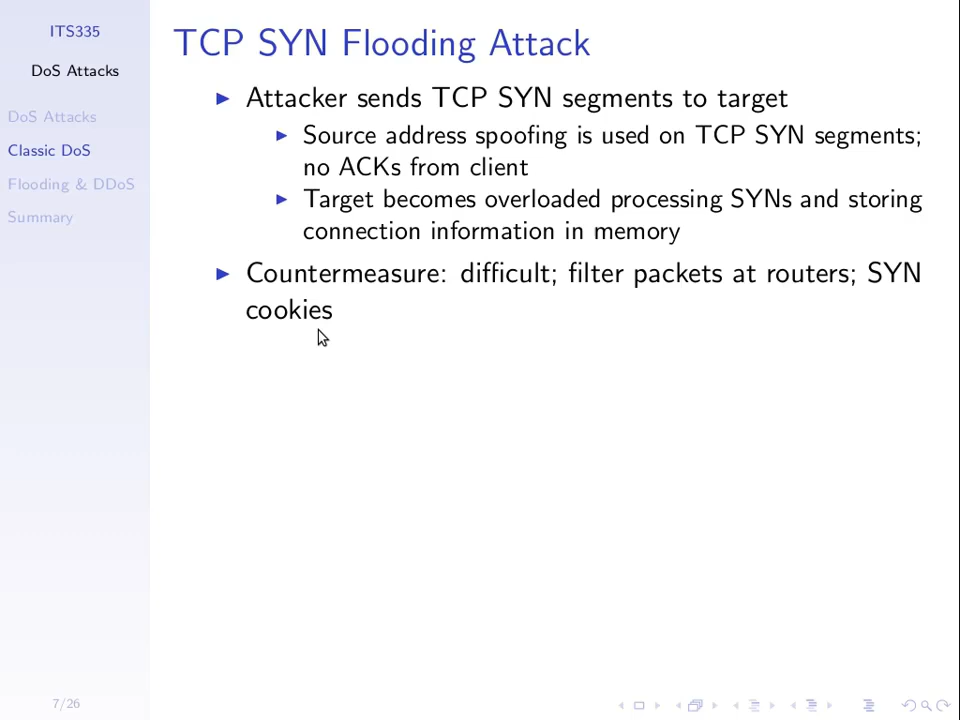 ITS335
DoS Attacks
DoS Attacks
Classic DoS
Flooding & DDoS
Summary
TCP SYN Flooding Attack
Attacker sends TCP SYN segments to target
Source address spoofing is used on TCP SYN segments;
no ACKs from client
Target becomes overloaded processing SYNs and storing
connection information in memory
Countermeasure: difficult; filter packets at routers; SYN
cookies
7/26